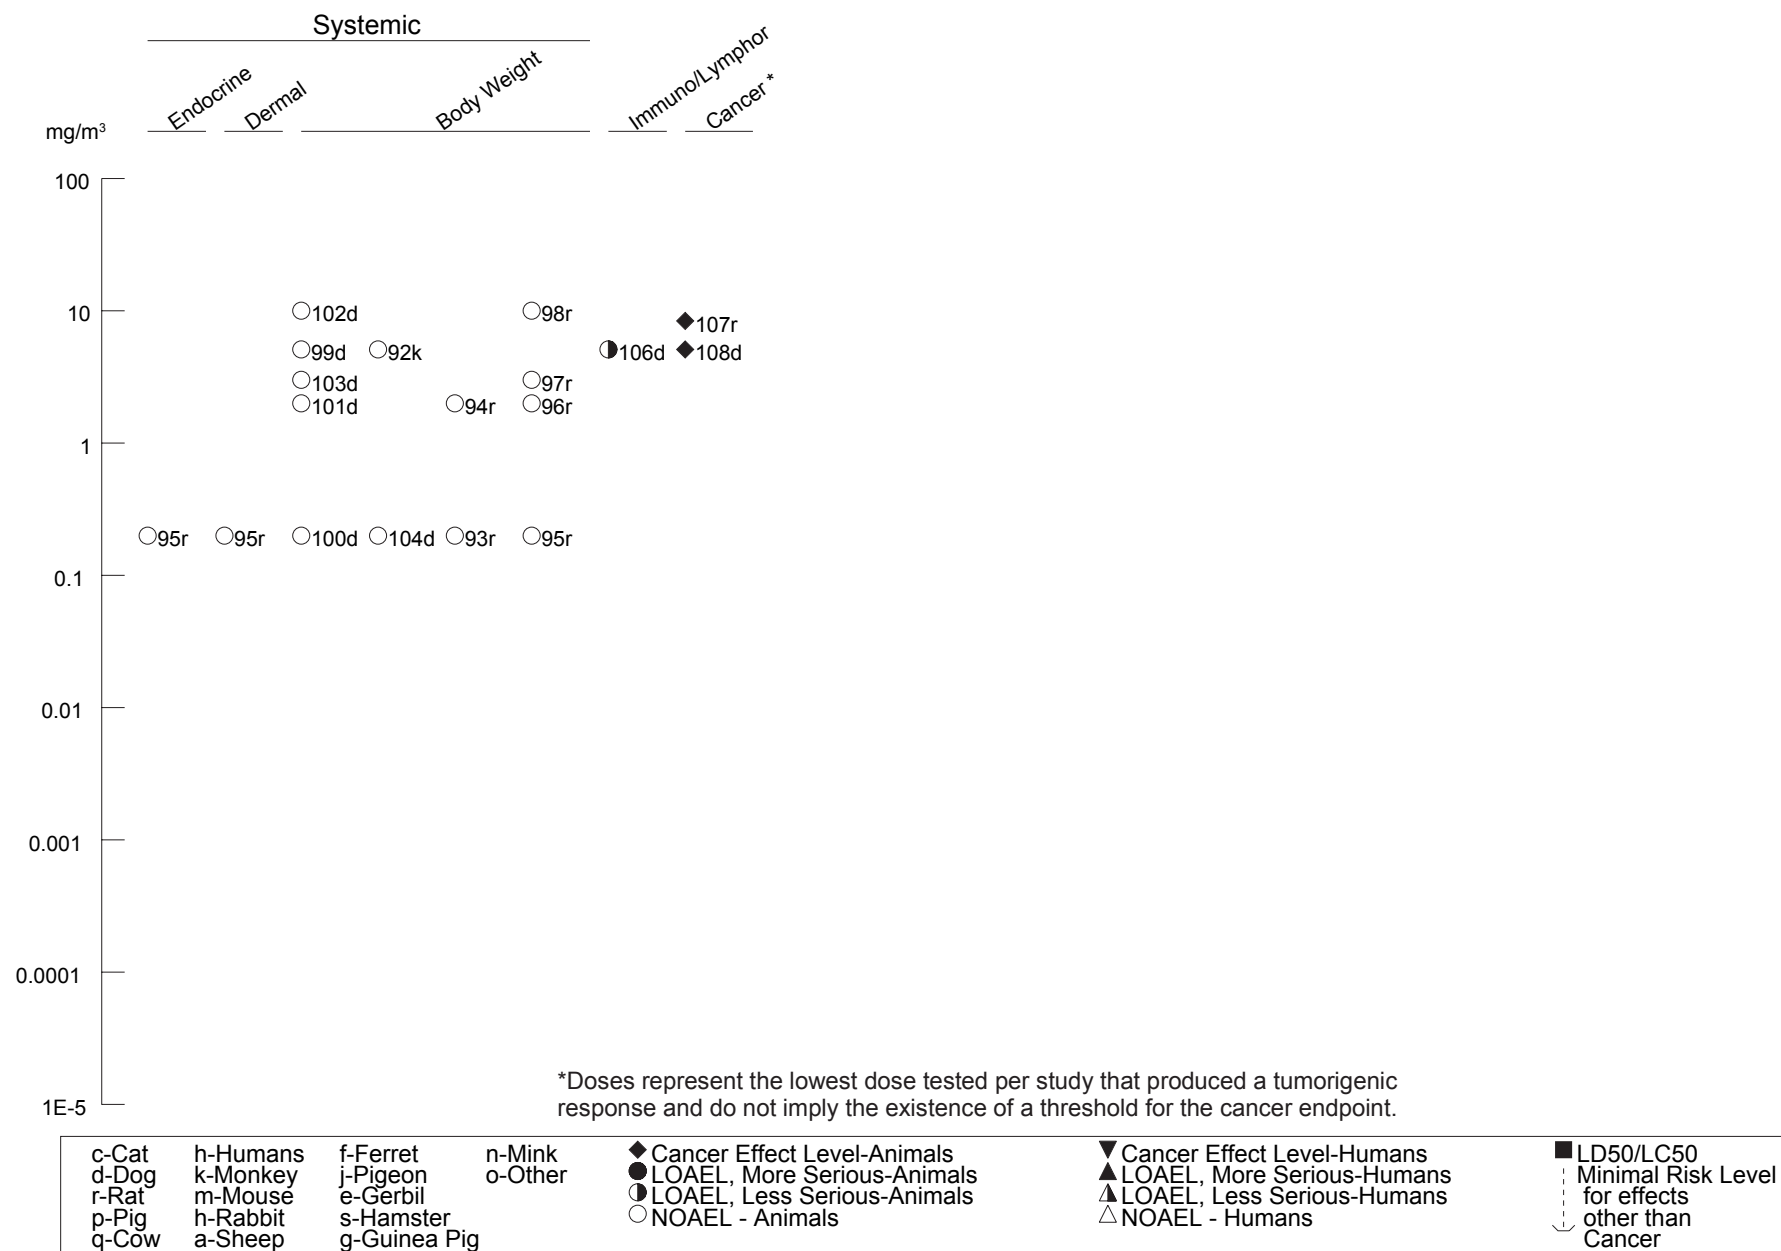 Systemic
Endocrine
Dermal
Body Weight
Immuno/Lymphor
Cancer *
mg/m³
100
10
1
0.1
0.01
0.001
0.0001
1E-5
102d
98r
107r
99d
92k
106d
108d
103d
97r
101d
94r
96r
95r
95r
100d
104d
93r
95r
*Doses represent the lowest dose tested per study that produced a tumorigenic
response and do not imply the existence of a threshold for the cancer endpoint.
c-Cat
d-Dog
r-Rat
p-Pig
q-Cow
h-Humans
k-Monkey
m-Mouse
h-Rabbit
a-Sheep
f-Ferret
j-Pigeon
e-Gerbil
s-Hamster
g-Guinea Pig
n-Mink
o-Other
Cancer Effect Level-Animals
LOAEL, More Serious-Animals
LOAEL, Less Serious-Animals
NOAEL - Animals
Cancer Effect Level-Humans
LOAEL, More Serious-Humans
LOAEL, Less Serious-Humans
NOAEL - Humans
LD50/LC50
Minimal Risk Level
for effects
other than
Cancer